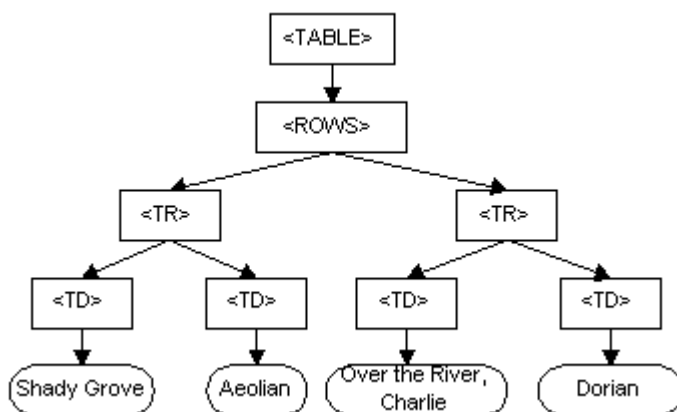 <TABLE>
<ROWS>
<TR>
<TR>
<TD>
<TD>
<TD>
<TD>
Shady Grove
Aeolian
Over the River,
Charlie
Dorian